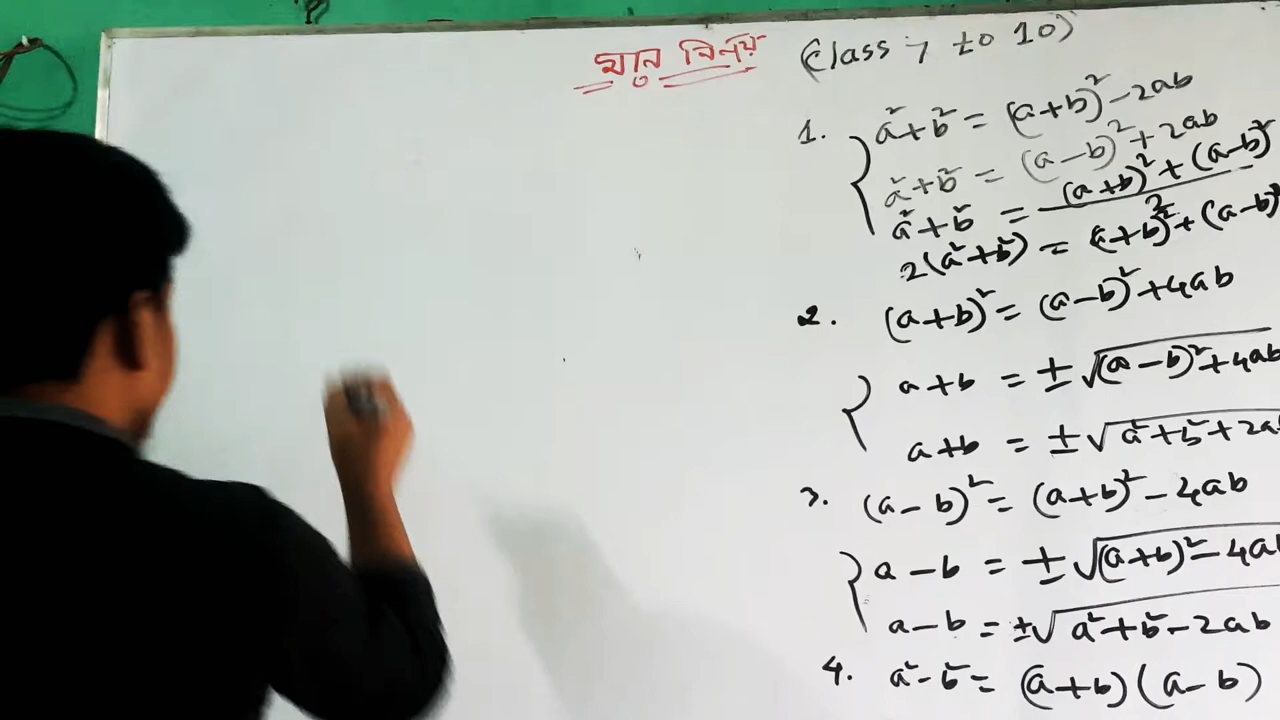 মান নির্নয় (Class 7 to 10)
1. a²+b² = (a+b)² - 2ab
a²+b² = (a-b)² + 2ab
a²+b² = (a+b)² + (a-b)² / 2
2(a²+b²) = (a+b)² + (a-b)²
2. (a+b)² = (a-b)² + 4ab
a+b = ±√(a-b)² + 4ab
a+b = ±√a²+b²+2ab
3. (a-b)² = (a+b)² - 4ab
a-b = ±√(a+b)² - 4ab
a-b = ±√a²+b²-2ab
4. a²-b² = (a+b)(a-b)